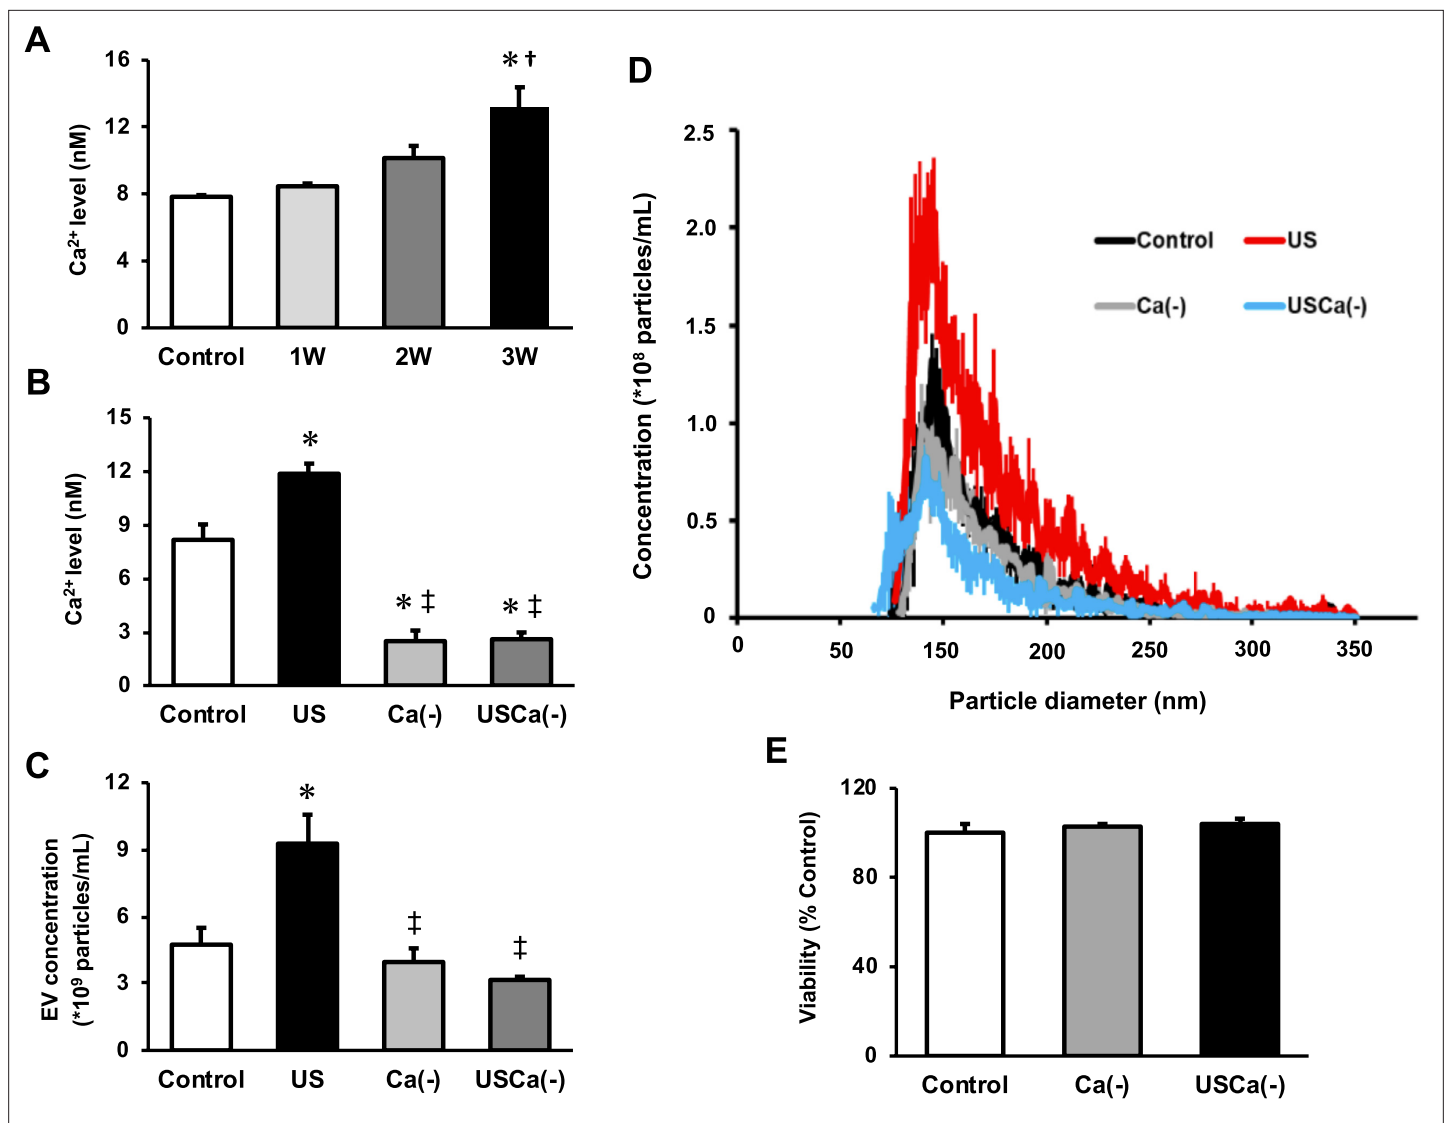 A
16
12
8
4
0
Ca²⁺ level (nM)
* †
Control 1W 2W 3W
B
15
12
9
6
3
0
Ca²⁺ level (nM)
*
* ‡
* ‡
Control US Ca(-) USCa(-)
C
12
9
6
3
0
EV concentration
(*10⁹ particles/mL)
*
‡
‡
Control US Ca(-) USCa(-)
D
2.5
2.0
1.5
1.0
0.5
0
Concentration (*10⁸ particles/mL)
Control US
Ca(-) USCa(-)
0 50 150 200 250 300 350
Particle diameter (nm)
E
120
80
40
0
Viability (% Control)
Control Ca(-) USCa(-)